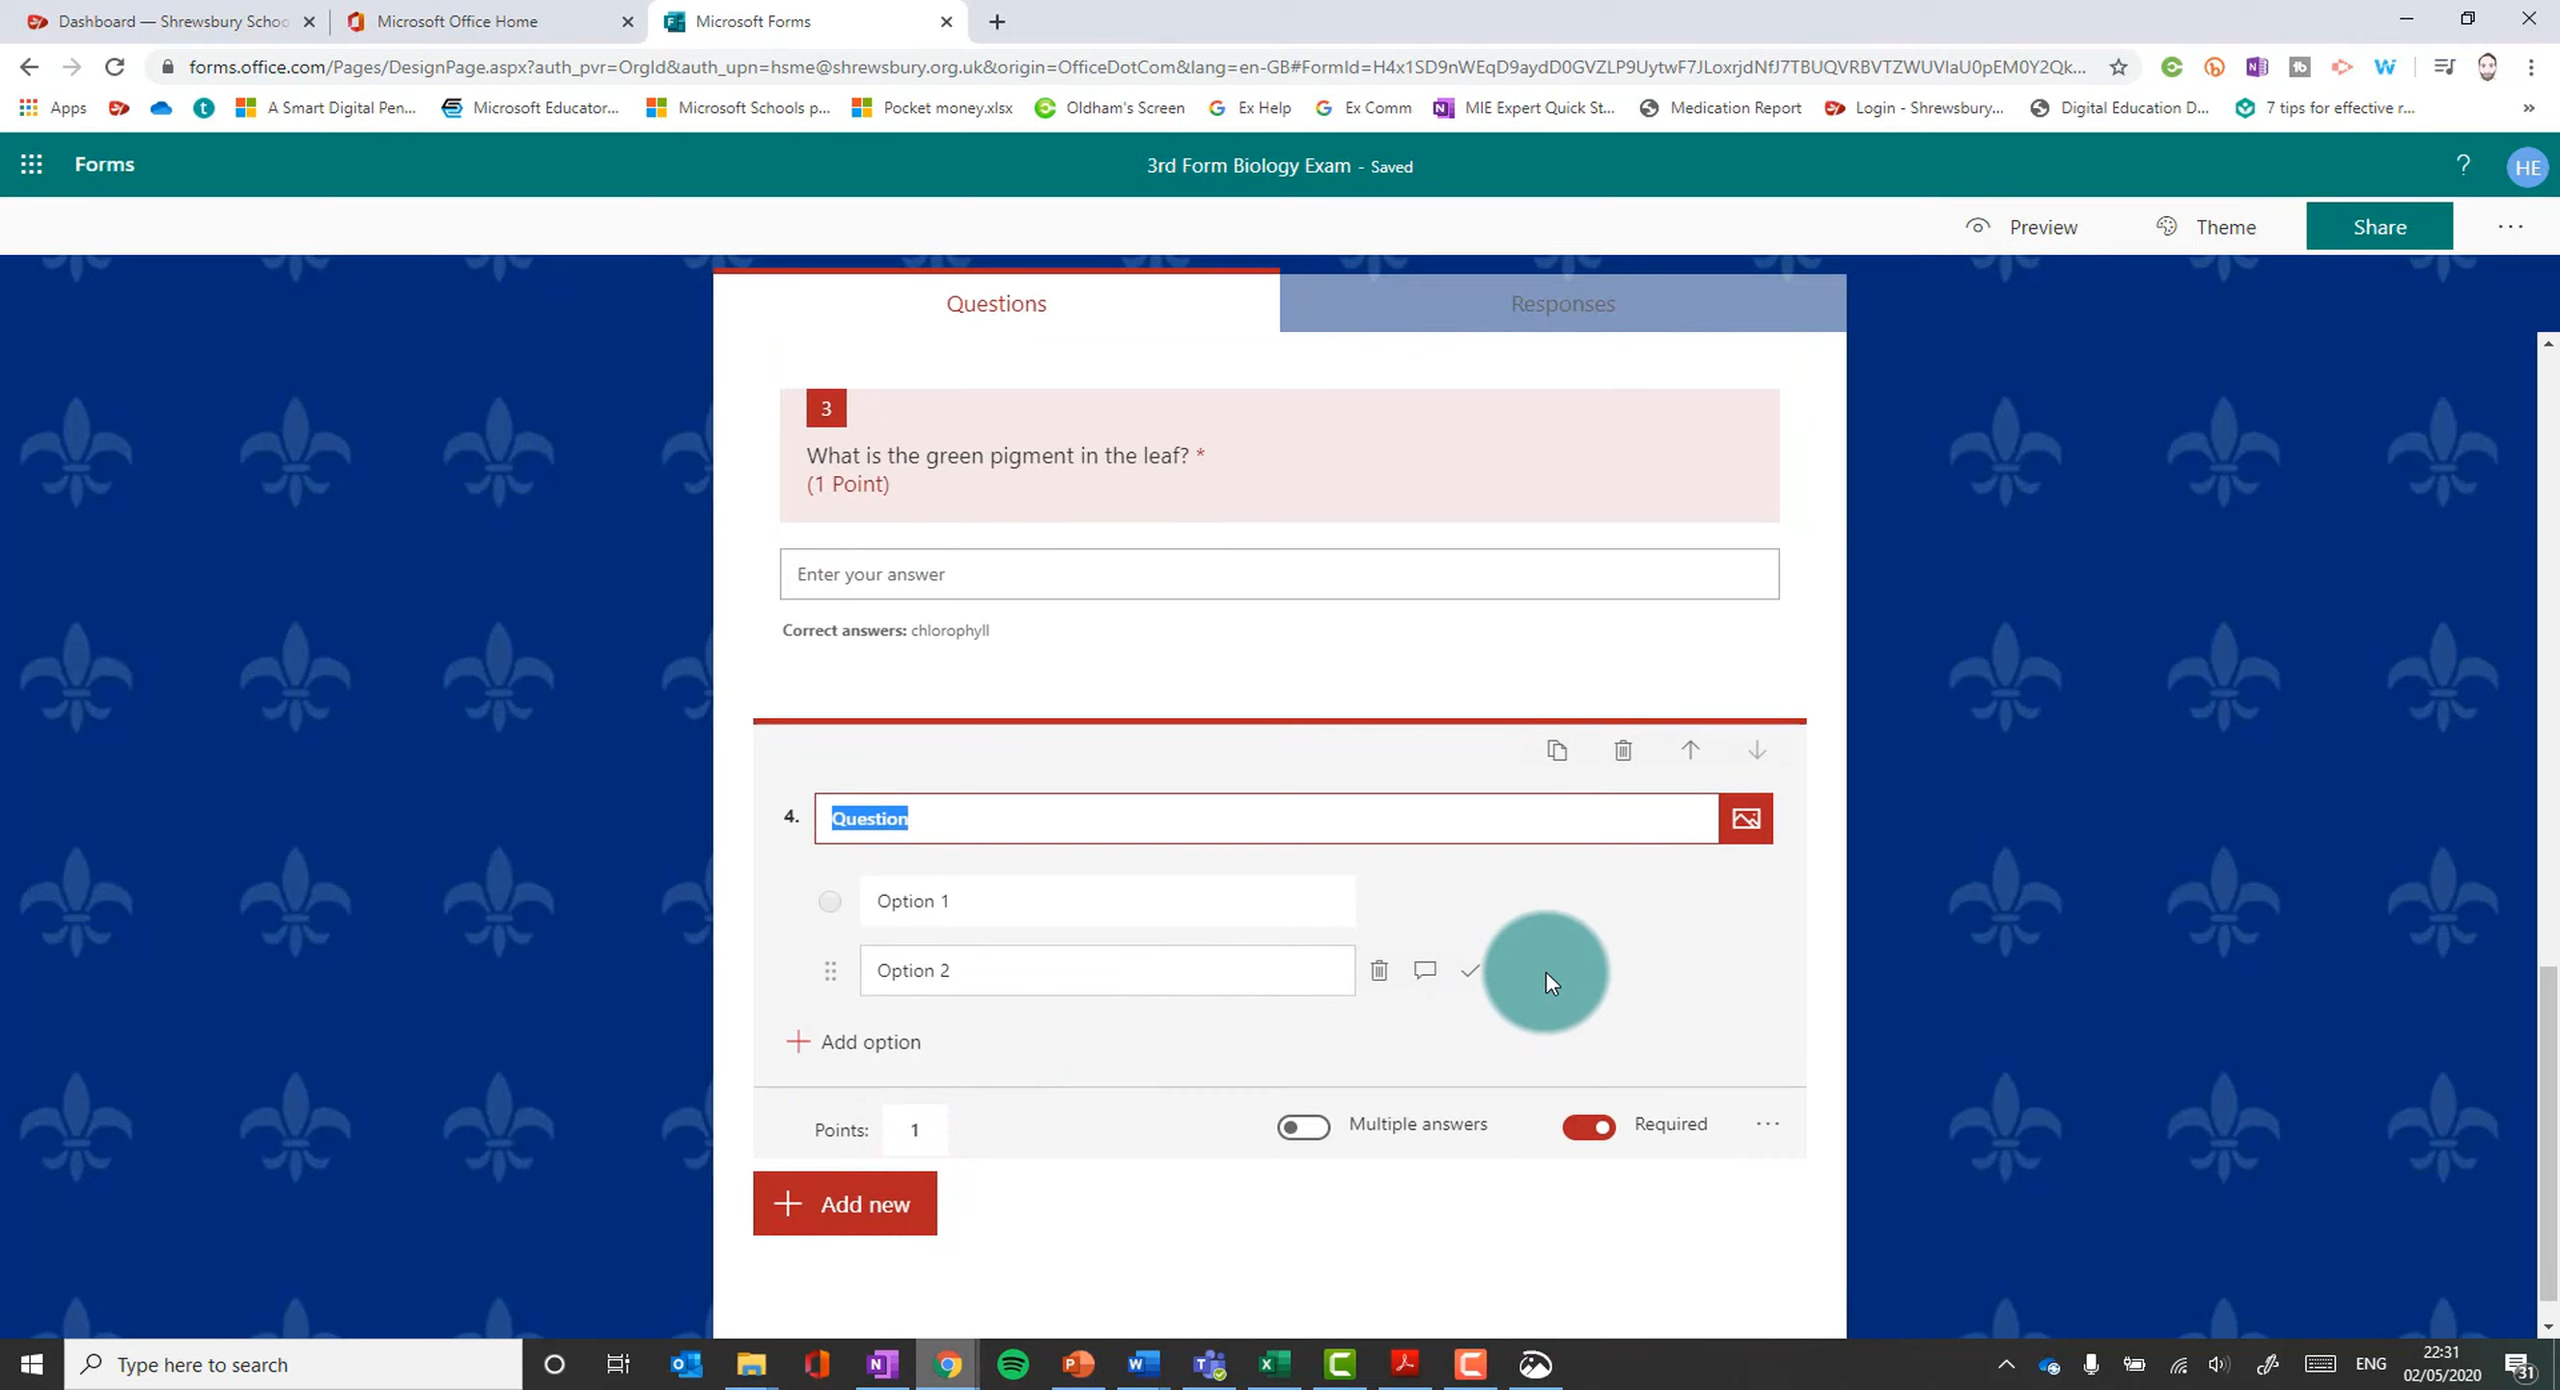 Dashboard — Shrewsbury Schoo
Microsoft Office Home
Microsoft Forms
forms.office.com/Pages/DesignPage.aspx?auth_pvr=OrgId&auth_upn=hsme@shrewsbury.org.uk&origin=OfficeDotCom&lang=en-GB#FormId=H4x1SD9nWEqD9aydD0GVZLP9UytwF7JLoxrjdNfJ7TBUQVRBVTZWUVIaU0pEM0Y2Qk...
Apps
A Smart Digital Pen...
Microsoft Educator...
Microsoft Schools p...
Pocket money.xlsx
Oldham's Screen
Ex Help
Ex Comm
MIE Expert Quick St...
Medication Report
Login - Shrewsbury...
Digital Education D...
7 tips for effective r...
Forms
3rd Form Biology Exam - Saved
?
HE
Preview
Theme
Share
Questions
Responses
3
What is the green pigment in the leaf? *
(1 Point)
Enter your answer
Correct answers: chlorophyll
4.
Question
Option 1
Option 2
Add option
Points: 1
Multiple answers
Required
Add new
Type here to search
ENG
22:31
02/05/2020
31